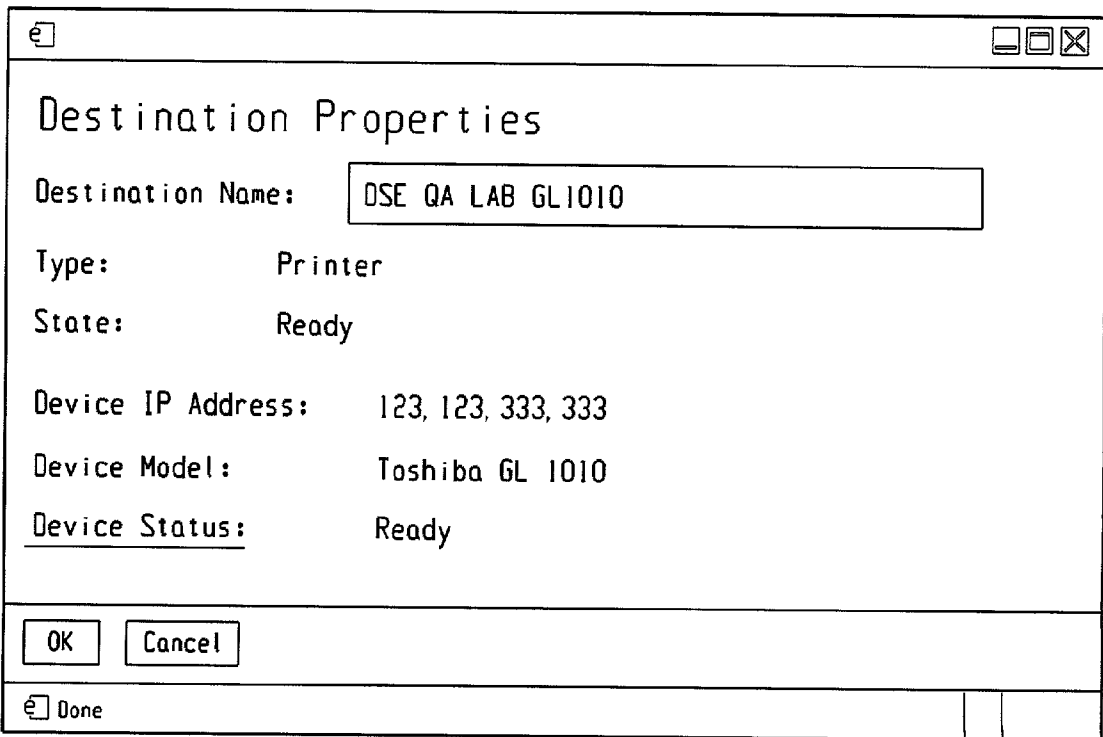 Destination Properties
Destination Name: DSE QA LAB GL1010
Type: Printer
State: Ready
Device IP Address: 123, 123, 333, 333
Device Model: Toshiba GL 1010
Device Status: Ready
OK Cancel
Done